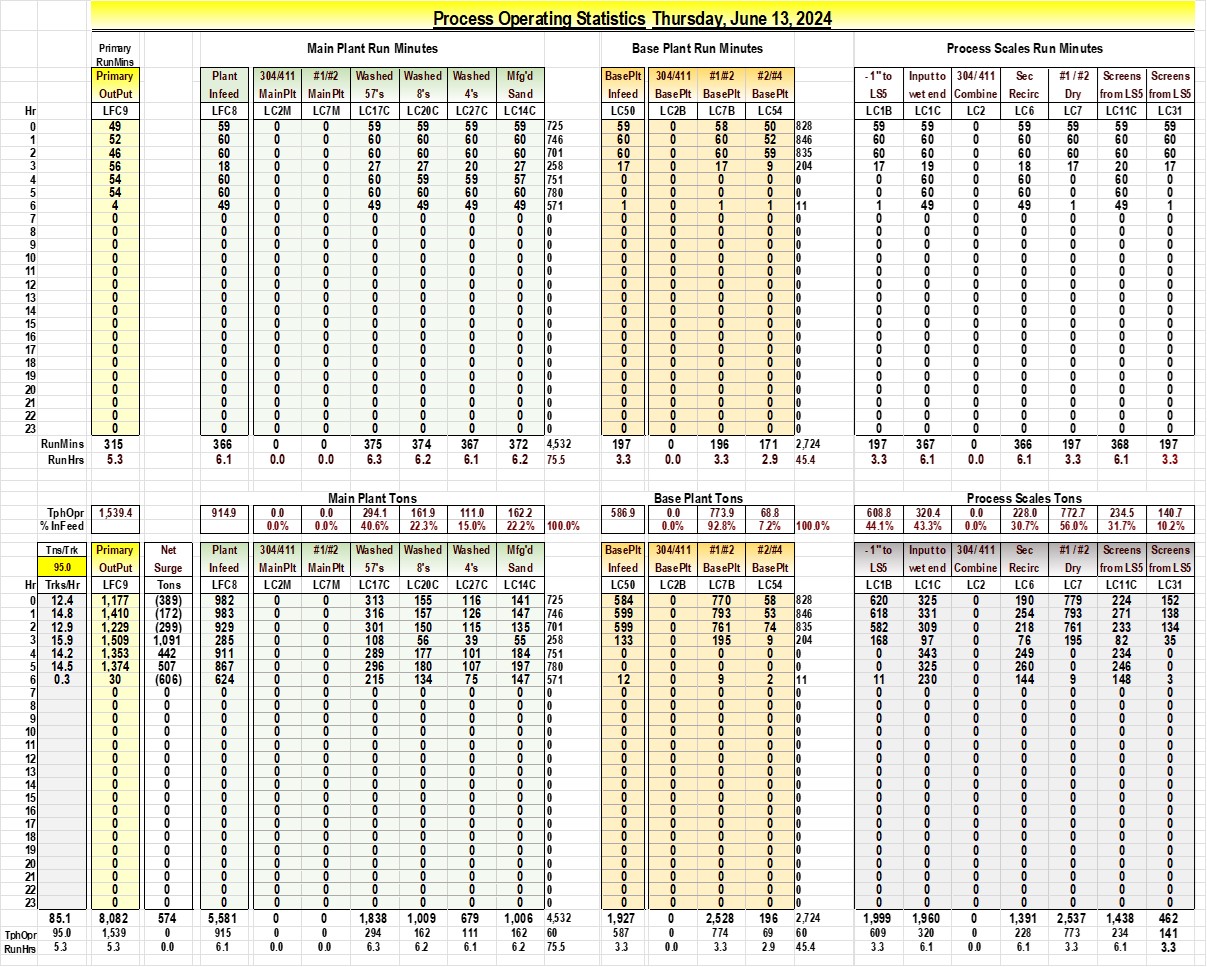 Process Operating Statistics Thursday, June 13, 2024
Primary Main Plant Run Minutes Base Plant Run Minutes Process Scales Run Minutes
RunMins
Primary Plant 304/411 #1/#2 Washed Washed Washed Mfg'd BasePlt 304/411 #1/#2 #2/#4 - 1" to Input to 304/ 411 Sec #1 / #2 Screens Screens
OutPut Infeed MainPlt MainPlt 57's 8's 4's Sand Infeed BasePlt BasePlt BasePlt LS5 wet end Combine Recirc Dry from LS5 from LS5
Hr LFC9 LFC8 LC2M LC7M LC17C LC20C LC27C LC14C LC50 LC2B LC7B LC54 LC1B LC1C LC2 LC6 LC7 LC11C LC31
0 49 59 0 0 59 59 59 59 725 59 0 58 50 828 59 59 0 59 59 59 59
1 52 60 0 0 60 60 60 60 746 60 0 60 52 846 60 60 0 60 60 60 60
2 46 60 0 0 60 60 60 60 701 60 0 60 59 835 60 60 0 60 60 60 60
3 56 18 0 0 27 27 20 27 258 17 0 17 9 204 17 19 0 18 17 20 17
4 54 60 0 0 60 59 59 57 751 0 0 0 0 0 0 60 0 60 0 60 0
5 54 60 0 0 60 60 60 60 780 0 0 0 0 0 0 60 0 60 0 60 0
6 4 49 0 0 49 49 49 49 571 1 0 1 1 11 1 49 0 49 1 49 1
7 0 0 0 0 0 0 0 0 0 0 0 0 0 0 0 0 0 0 0 0 0
8 0 0 0 0 0 0 0 0 0 0 0 0 0 0 0 0 0 0 0 0 0
9 0 0 0 0 0 0 0 0 0 0 0 0 0 0 0 0 0 0 0 0 0
10 0 0 0 0 0 0 0 0 0 0 0 0 0 0 0 0 0 0 0 0 0
11 0 0 0 0 0 0 0 0 0 0 0 0 0 0 0 0 0 0 0 0 0
12 0 0 0 0 0 0 0 0 0 0 0 0 0 0 0 0 0 0 0 0 0
13 0 0 0 0 0 0 0 0 0 0 0 0 0 0 0 0 0 0 0 0 0
14 0 0 0 0 0 0 0 0 0 0 0 0 0 0 0 0 0 0 0 0 0
15 0 0 0 0 0 0 0 0 0 0 0 0 0 0 0 0 0 0 0 0 0
16 0 0 0 0 0 0 0 0 0 0 0 0 0 0 0 0 0 0 0 0 0
17 0 0 0 0 0 0 0 0 0 0 0 0 0 0 0 0 0 0 0 0 0
18 0 0 0 0 0 0 0 0 0 0 0 0 0 0 0 0 0 0 0 0 0
19 0 0 0 0 0 0 0 0 0 0 0 0 0 0 0 0 0 0 0 0 0
20 0 0 0 0 0 0 0 0 0 0 0 0 0 0 0 0 0 0 0 0 0
21 0 0 0 0 0 0 0 0 0 0 0 0 0 0 0 0 0 0 0 0 0
22 0 0 0 0 0 0 0 0 0 0 0 0 0 0 0 0 0 0 0 0 0
23 0 0 0 0 0 0 0 0 0 0 0 0 0 0 0 0 0 0 0 0 0
RunMins 315 366 0 0 375 374 367 372 4,532 197 0 196 171 2,724 197 367 0 366 197 368 197
Run Hrs 5.3 6.1 0.0 0.0 6.3 6.2 6.1 6.2 75.5 3.3 0.0 3.3 2.9 45.4 3.3 6.1 0.0 6.1 3.3 6.1 3.3
Main Plant Tons Base Plant Tons Process Scales Tons
TphOpr 1,539.4 914.9 0.0 0.0 294.1 161.9 111.0 162.2 586.9 0.0 773.9 68.8 608.8 320.4 0.0 228.0 772.7 234.5 140.7
% InFeed 0.0% 0.0% 40.6% 22.3% 15.0% 22.2% 100.0% 0.0% 92.8% 7.2% 100.0% 44.1% 43.3% 0.0% 30.7% 56.0% 31.7% 10.2%
Tns/Trk Primary Net Plant 304/411 #1/#2 Washed Washed Washed Mfg'd BasePlt 304/411 #1/#2 #2/#4 - 1" to Input to 304/ 411 Sec #1 / #2 Screens Screens
95.0 OutPut Surge Infeed MainPlt MainPlt 57's 8's 4's Sand Infeed BasePlt BasePlt BasePlt LS5 wet end Combine Recirc Dry from LS5 from LS5
Hr Trks/Hr LFC9 Tons LFC8 LC2M LC7M LC17C LC20C LC27C LC14C LC50 LC2B LC7B LC54 LC1B LC1C LC2 LC6 LC7 LC11C LC31
0 12.4 1,177 (389) 982 0 0 313 155 116 141 725 584 0 770 58 828 620 325 0 190 779 224 152
1 14.8 1,410 (172) 983 0 0 316 157 126 147 746 599 0 793 53 846 618 331 0 254 793 271 138
2 12.9 1,229 (299) 929 0 0 301 150 115 135 701 599 0 761 74 835 582 309 0 218 761 233 134
3 15.9 1,509 1,091 285 0 0 108 56 39 55 258 133 0 195 9 204 168 97 0 76 195 82 35
4 14.2 1,353 442 911 0 0 289 177 101 184 751 0 0 0 0 0 0 343 0 249 0 234 0
5 14.5 1,374 507 867 0 0 296 180 107 197 780 0 0 0 0 0 0 325 0 260 0 246 0
6 0.3 30 (606) 624 0 0 215 134 75 147 571 12 0 9 2 11 11 230 0 144 9 148 3
7 0 0 0 0 0 0 0 0 0 0 0 0 0 0 0 0 0 0 0 0 0 0
8 0 0 0 0 0 0 0 0 0 0 0 0 0 0 0 0 0 0 0 0 0 0
9 0 0 0 0 0 0 0 0 0 0 0 0 0 0 0 0 0 0 0 0 0 0
10 0 0 0 0 0 0 0 0 0 0 0 0 0 0 0 0 0 0 0 0 0 0
11 0 0 0 0 0 0 0 0 0 0 0 0 0 0 0 0 0 0 0 0 0 0
12 0 0 0 0 0 0 0 0 0 0 0 0 0 0 0 0 0 0 0 0 0 0
13 0 0 0 0 0 0 0 0 0 0 0 0 0 0 0 0 0 0 0 0 0 0
14 0 0 0 0 0 0 0 0 0 0 0 0 0 0 0 0 0 0 0 0 0 0
15 0 0 0 0 0 0 0 0 0 0 0 0 0 0 0 0 0 0 0 0 0 0
16 0 0 0 0 0 0 0 0 0 0 0 0 0 0 0 0 0 0 0 0 0 0
17 0 0 0 0 0 0 0 0 0 0 0 0 0 0 0 0 0 0 0 0 0 0
18 0 0 0 0 0 0 0 0 0 0 0 0 0 0 0 0 0 0 0 0 0 0
19 0 0 0 0 0 0 0 0 0 0 0 0 0 0 0 0 0 0 0 0 0 0
20 0 0 0 0 0 0 0 0 0 0 0 0 0 0 0 0 0 0 0 0 0 0
21 0 0 0 0 0 0 0 0 0 0 0 0 0 0 0 0 0 0 0 0 0 0
22 0 0 0 0 0 0 0 0 0 0 0 0 0 0 0 0 0 0 0 0 0 0
23 0 0 0 0 0 0 0 0 0 0 0 0 0 0 0 0 0 0 0 0 0 0
85.1 8,082 574 5,581 0 0 1,838 1,009 679 1,006 4,532 1,927 0 2,528 196 2,724 1,999 1,960 0 1,391 2,537 1,438 462
TphOpr 95.0 1,539 0 915 0 0 294 162 111 162 60 587 0 774 69 60 609 320 0 228 773 234 141
RunHrs 5.3 5.3 0.0 6.1 0.0 0.0 6.3 6.2 6.1 6.2 75.5 3.3 0.0 3.3 2.9 45.4 3.3 6.1 0.0 6.1 3.3 6.1 3.3